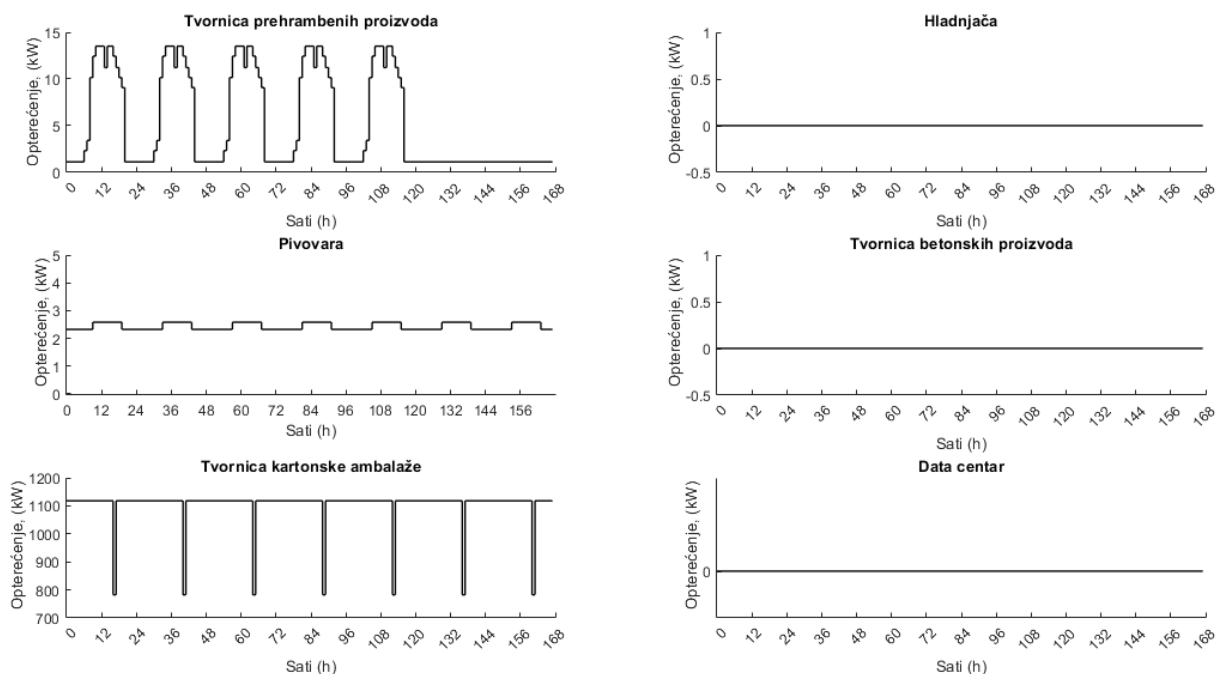 Tvornica prehrambenih proizvoda
Opterećenje, (kW)
15
10
5
0
0 12 24 36 48 60 72 84 96 108 120 132 144 156 168
Sati (h)
Hladnjača
Opterećenje, (kW)
1
0.5
0
-0.5
0 12 24 36 48 60 72 84 96 108 120 132 144 156 168
Sati (h)
Pivovara
Opterećenje, (kW)
5
4
3
2
1
0
0 12 24 36 48 60 72 84 96 108 120 132 144 156
Sati (h)
Tvornica betonskih proizvoda
Opterećenje, (kW)
1
0.5
0
-0.5
0 12 24 36 48 60 72 84 96 108 120 132 144 156 168
Sati (h)
Tvornica kartonske ambalaže
Opterećenje, (kW)
1200
1100
1000
900
800
700
0 12 24 36 48 60 72 84 96 108 120 132 144 156 168
Sati (h)
Data centar
Opterećenje, (kW)
0
0 12 24 36 48 60 72 84 96 108 120 132 144 156 168
Sati (h)